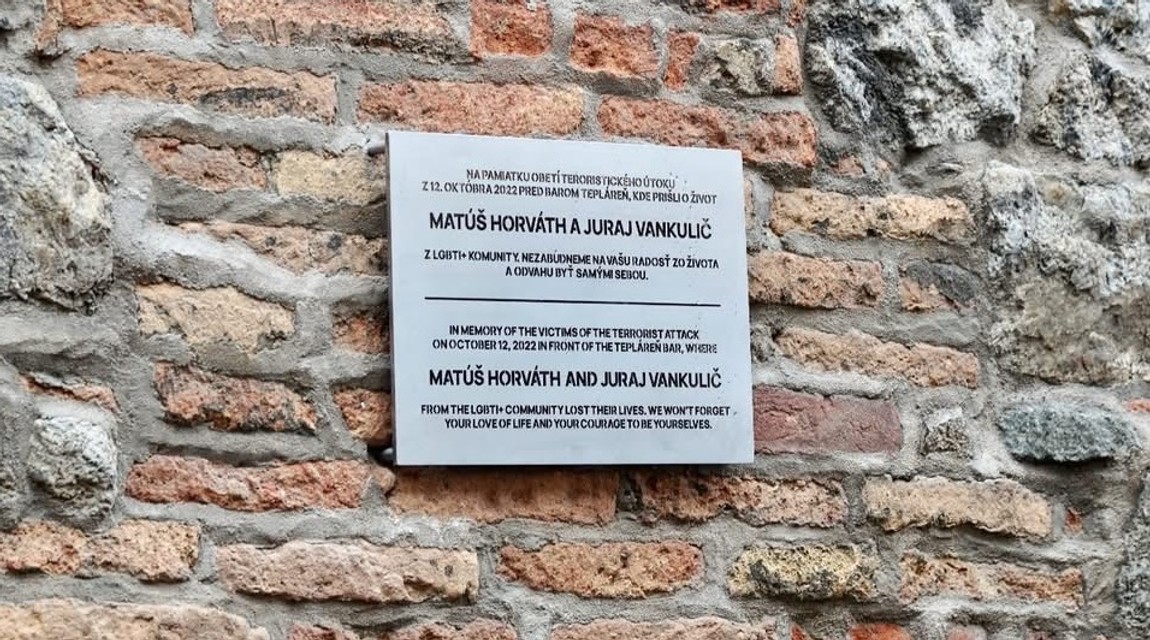 NA PAMIATKU OBETÍ TERORISTICKÉHO ÚTOKU
Z 12. OKTÓBRA 2022 PRED BAROM TEPLÁREŇ, KDE PRIŠLI O ŽIVOT
MATÚŠ HORVÁTH A JURAJ VANKULIČ
Z LGBTI+ KOMUNITY. NEZABUDNEME NA VAŠU RADOSŤ ZO ŽIVOTA
A ODVAHU BYŤ SAMÝMI SEBOU.
IN MEMORY OF THE VICTIMS OF THE TERRORIST ATTACK
ON OCTOBER 12, 2022 IN FRONT OF THE TEPLÁREŇ BAR, WHERE
MATÚŠ HORVÁTH AND JURAJ VANKULIČ
FROM THE LGBTI+ COMMUNITY LOST THEIR LIVES. WE WON'T FORGET
YOUR LOVE OF LIFE AND YOUR COURAGE TO BE YOURSELVES.